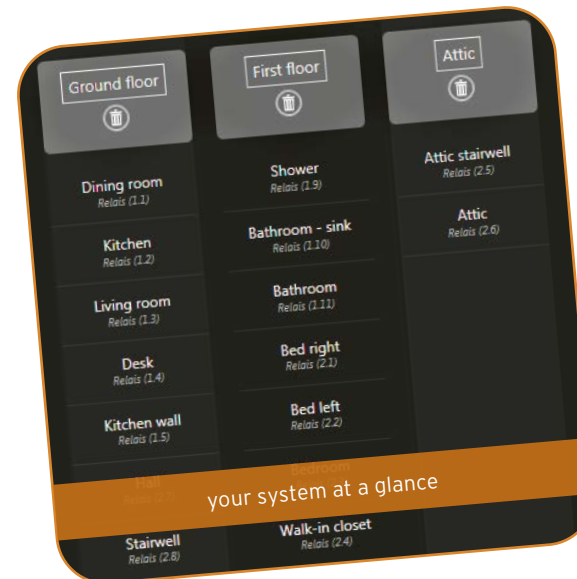 Ground floor
Dining room
Relais (1.1)
Kitchen
Relais (1.2)
Living room
Relais (1.3)
Desk
Relais (1.4)
Kitchen wall
Relais (1.5)
Hall
Stairwell
Relais (2.8)
First floor
Shower
Relais (1.9)
Bathroom - sink
Relais (1.10)
Bathroom
Relais (1.11)
Bed right
Relais (2.1)
Bed left
Relais (2.2)
Bedroom
Walk-in closet
Relais (2.4)
Attic
Attic stairwell
Relais (2.5)
Attic
Relais (2.6)
your system at a glance